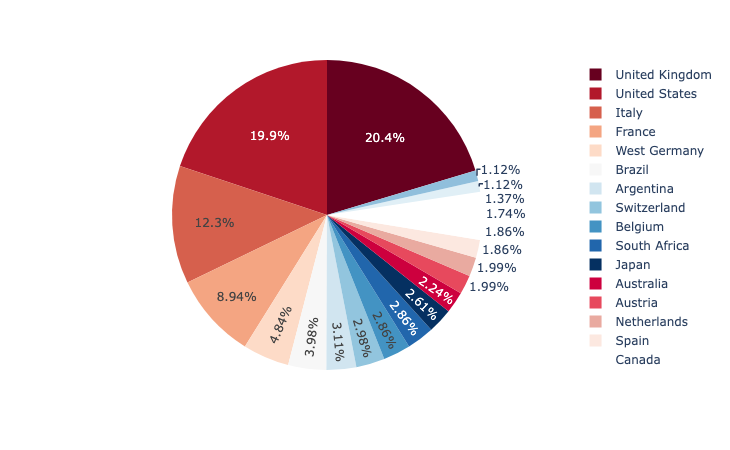 20.4%
19.9%
12.3%
8.94%
4.84%
3.98%
3.11%
2.98%
2.86%
2.86%
2.61%
2.24%
1.99%
1.99%
1.86%
1.86%
1.74%
1.37%
1.12%
1.12%
United Kingdom
United States
Italy
France
West Germany
Brazil
Argentina
Switzerland
Belgium
South Africa
Japan
Australia
Austria
Netherlands
Spain
Canada